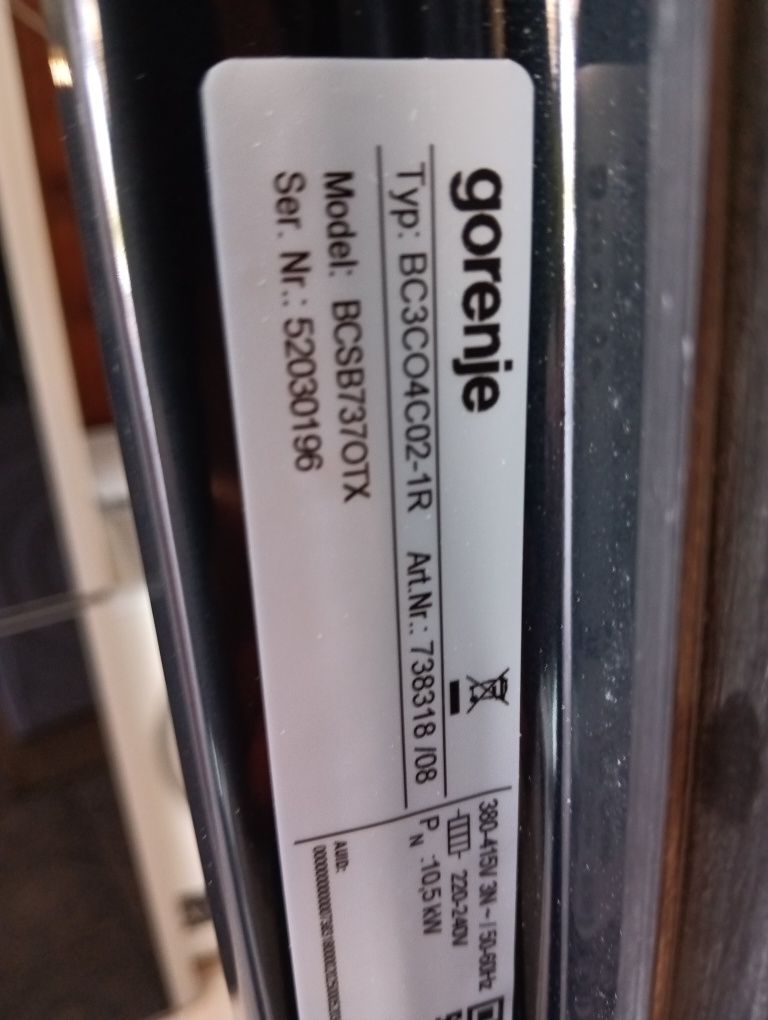 gorenje
Typ: BC3CO4C02-1R Art.Nr.: 738318 /08
Model: BCSB737OTX
Ser. Nr.: 52030196
380-415V 3N ~ / 50-60Hz
220-240V
PN :10,5 kW
AUID: